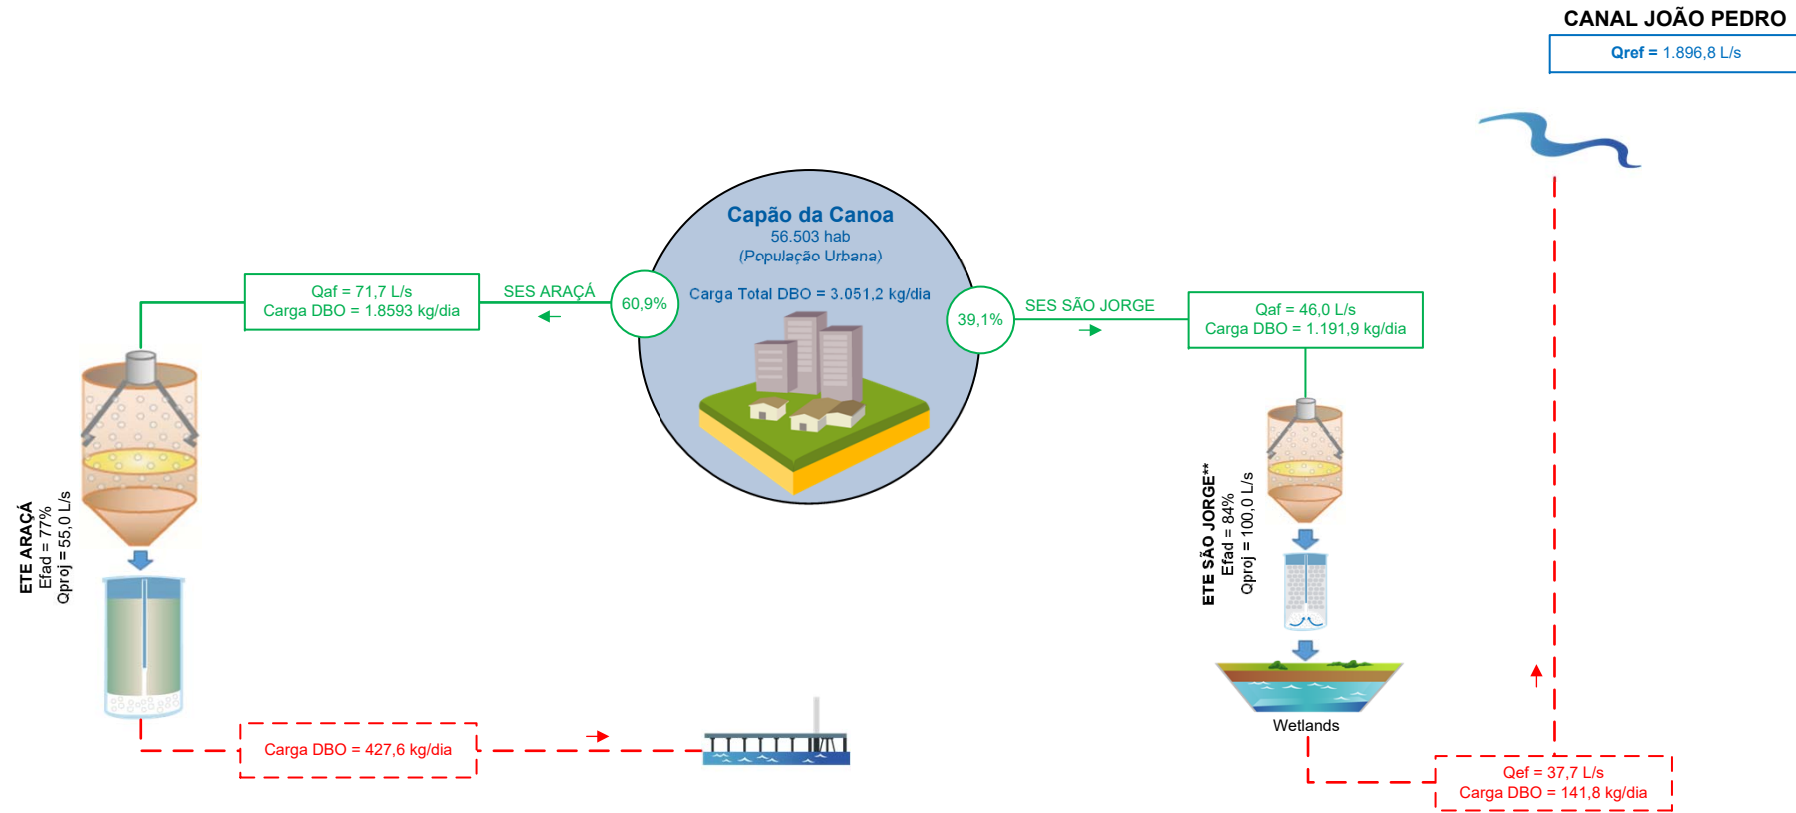 CANAL JOÃO PEDRO
Qref = 1.896,8 L/s
Capão da Canoa
56.503 hab
(População Urbana)
Carga Total DBO = 3.051,2 kg/dia
60,9%
SES ARAÇÁ
Qaf = 71,7 L/s
Carga DBO = 1.8593 kg/dia
39,1%
SES SÃO JORGE
Qaf = 46,0 L/s
Carga DBO = 1.191,9 kg/dia
ETE ARAÇÁ
Efad = 77%
Qproj = 55,0 L/s
ETE SÃO JORGE**
Efad = 84%
Qproj = 100,0 L/s
Wetlands
Carga DBO = 427,6 kg/dia
Qef = 37,7 L/s
Carga DBO = 141,8 kg/dia